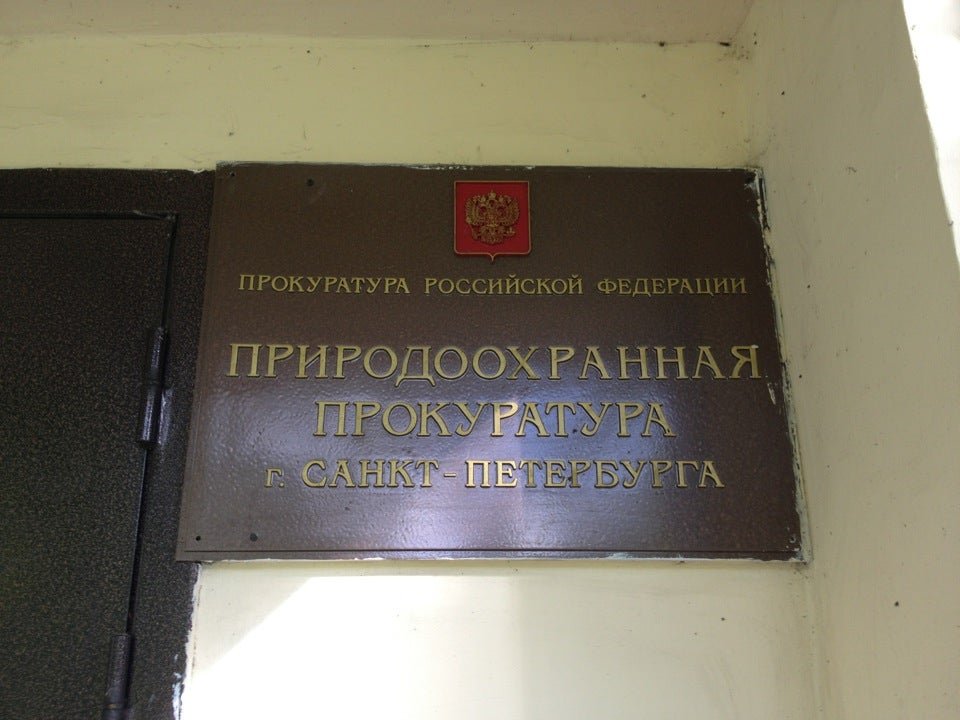 ПРОКУРАТУРА РОССИЙСКОЙ ФЕДЕРАЦИИ
ПРИРОДООХРАННАЯ
ПРОКУРАТУРА
г. САНКТ-ПЕТЕРБУРГА